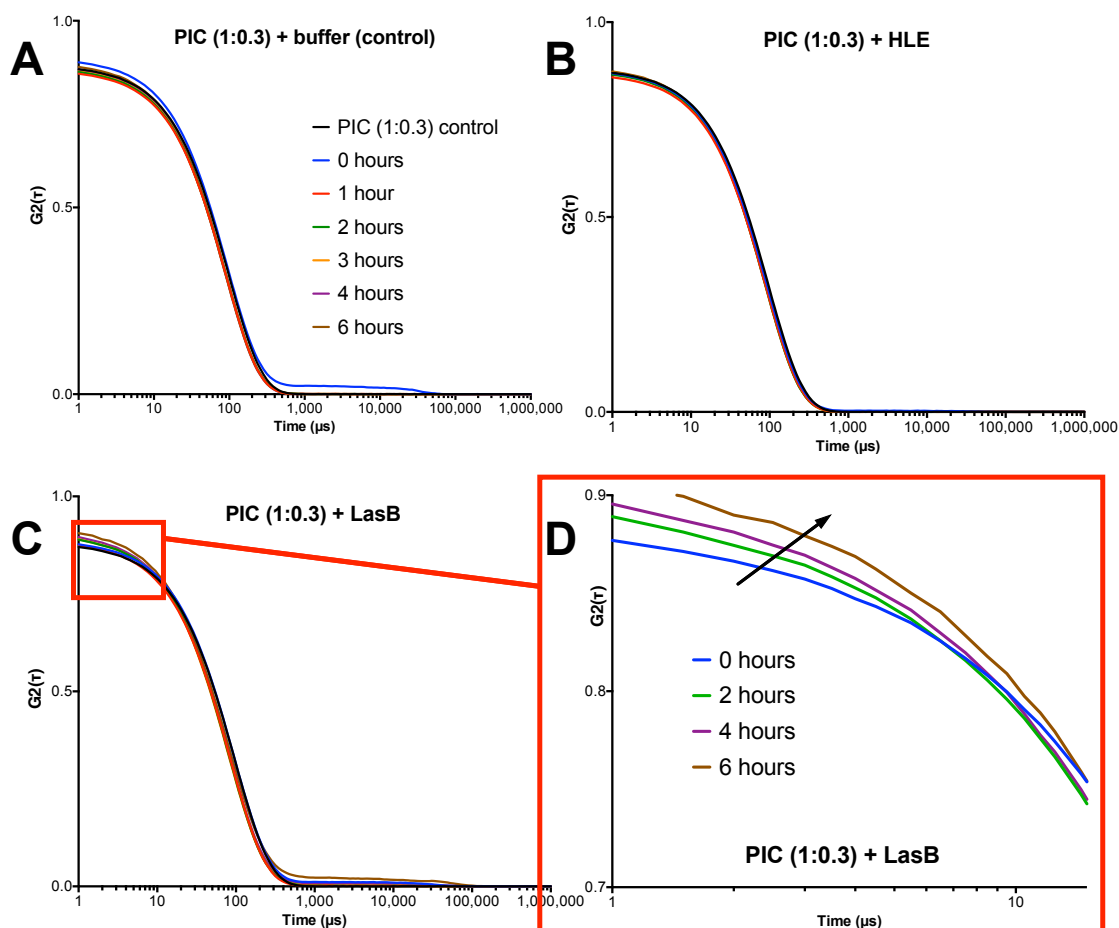 A
PIC (1:0.3) + buffer (control)
1.0
0.5
0.0
G2(τ)
PIC (1:0.3) control
0 hours
1 hour
2 hours
3 hours
4 hours
6 hours
1 10 100 1,000 10,000 100,000 1,000,000
Time (µs)
B
PIC (1:0.3) + HLE
1.0
0.5
0.0
G2(τ)
1 10 100 1,000 10,000 100,000 1,000,000
Time (µs)
C
PIC (1:0.3) + LasB
1.0
0.5
0.0
G2(τ)
1 10 100 1,000 10,000 100,000 1,000,000
Time (µs)
D
0.9
0.8
0.7
G2(τ)
0 hours
2 hours
4 hours
6 hours
PIC (1:0.3) + LasB
1 10
Time (µs)